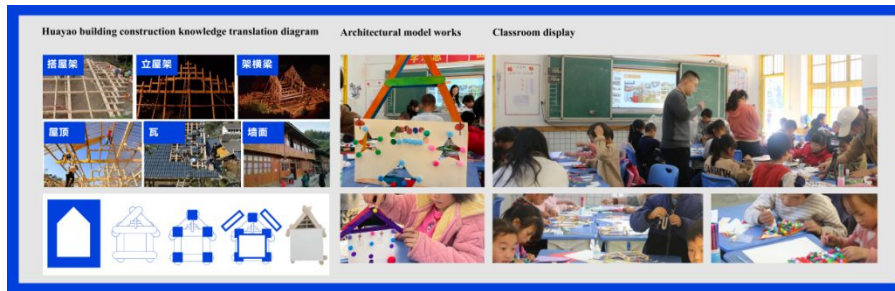 Huayao building construction knowledge translation diagram
Architectural model works
Classroom display
搭屋架
立屋架
架横梁
屋顶
瓦
墙面